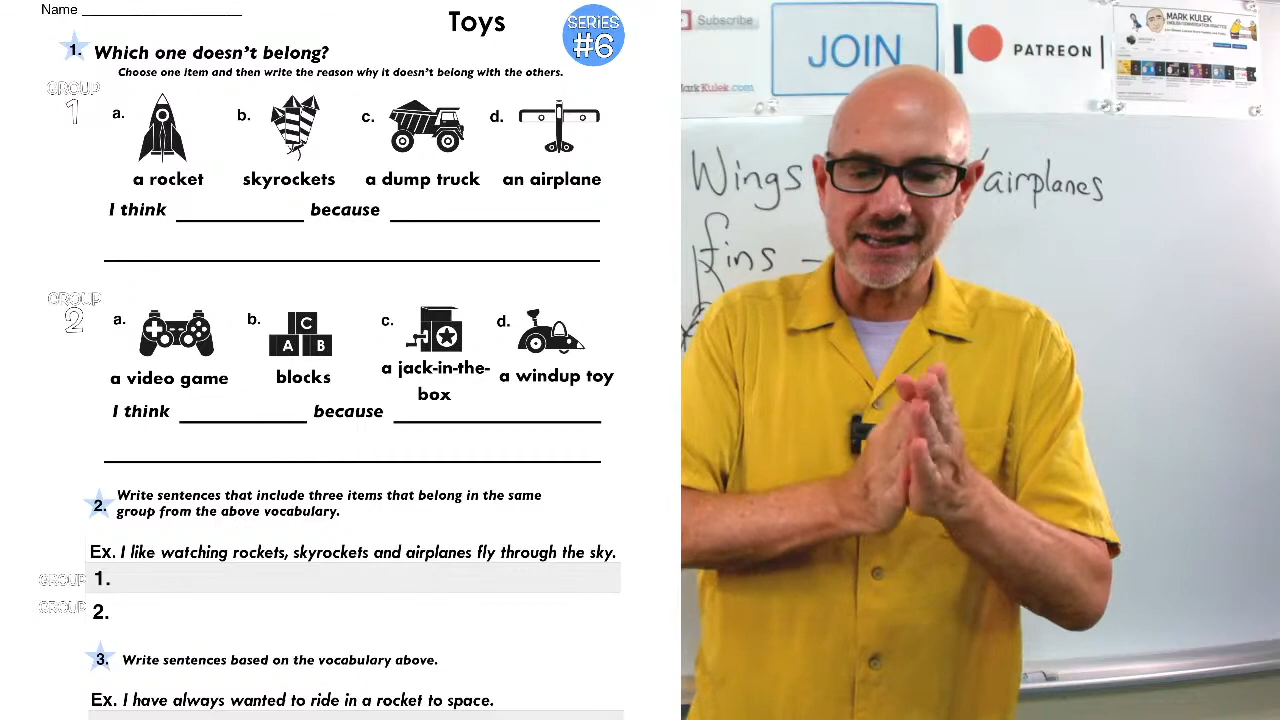 Name
Toys
SERIES
#6
1. Which one doesn't belong?
Choose one item and then write the reason why it doesn't belong with the others.
GROUP
1
a.
b.
c.
d.
a rocket
skyrockets
a dump truck
an airplane
I think because
GROUP
2
a.
b.
c.
d.
C
A B
a video game
blocks
a jack-in-the-
box
a windup toy
I think because
2. Write sentences that include three items that belong in the same
group from the above vocabulary.
Ex. I like watching rockets, skyrockets and airplanes fly through the sky.
GROUP 1.
GROUP 2.
3. Write sentences based on the vocabulary above.
Ex. I have always wanted to ride in a rocket to space.
Subscribe
MarkKulek.com
JOIN
PATREON
MARK KULEK
ENGLISH CONVERSATION PRACTICE
Wings airplanes
fins -